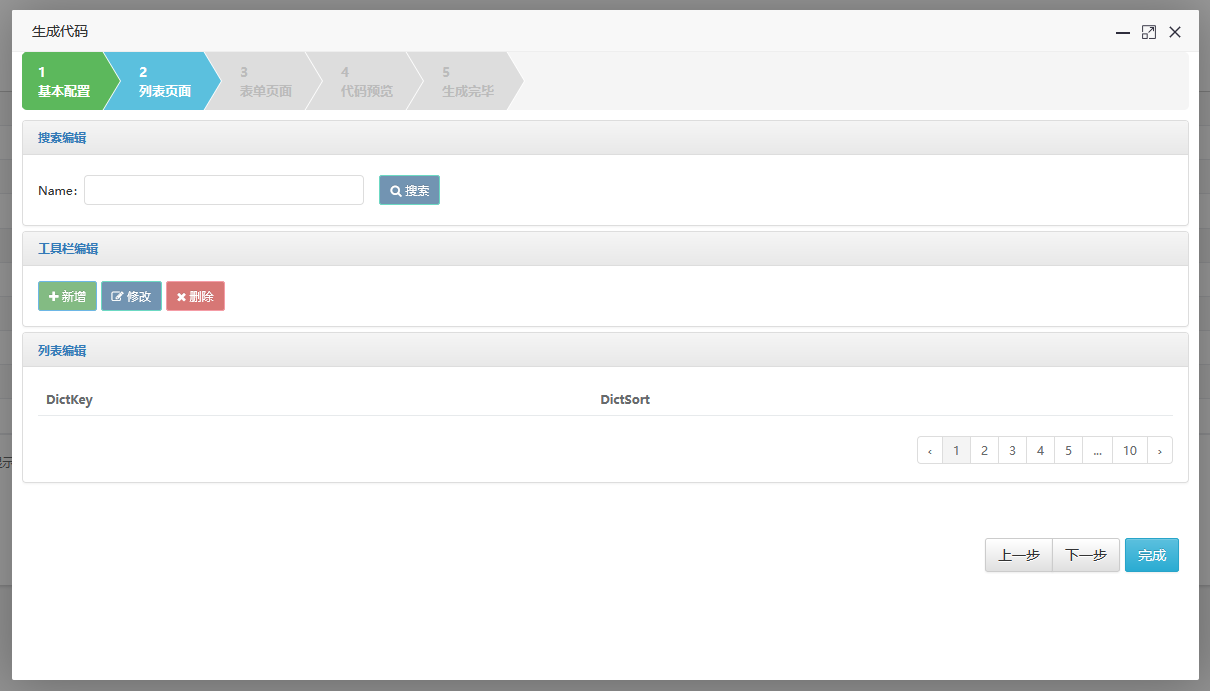 生成代码
1
基本配置
2
列表页面
3
表单页面
4
代码预览
5
生成完毕
搜索编辑
Name: 搜索
工具栏编辑
新增 修改 删除
列表编辑
DictKey DictSort
‹ 1 2 3 4 5 ... 10 ›
显示
上一步 下一步 完成